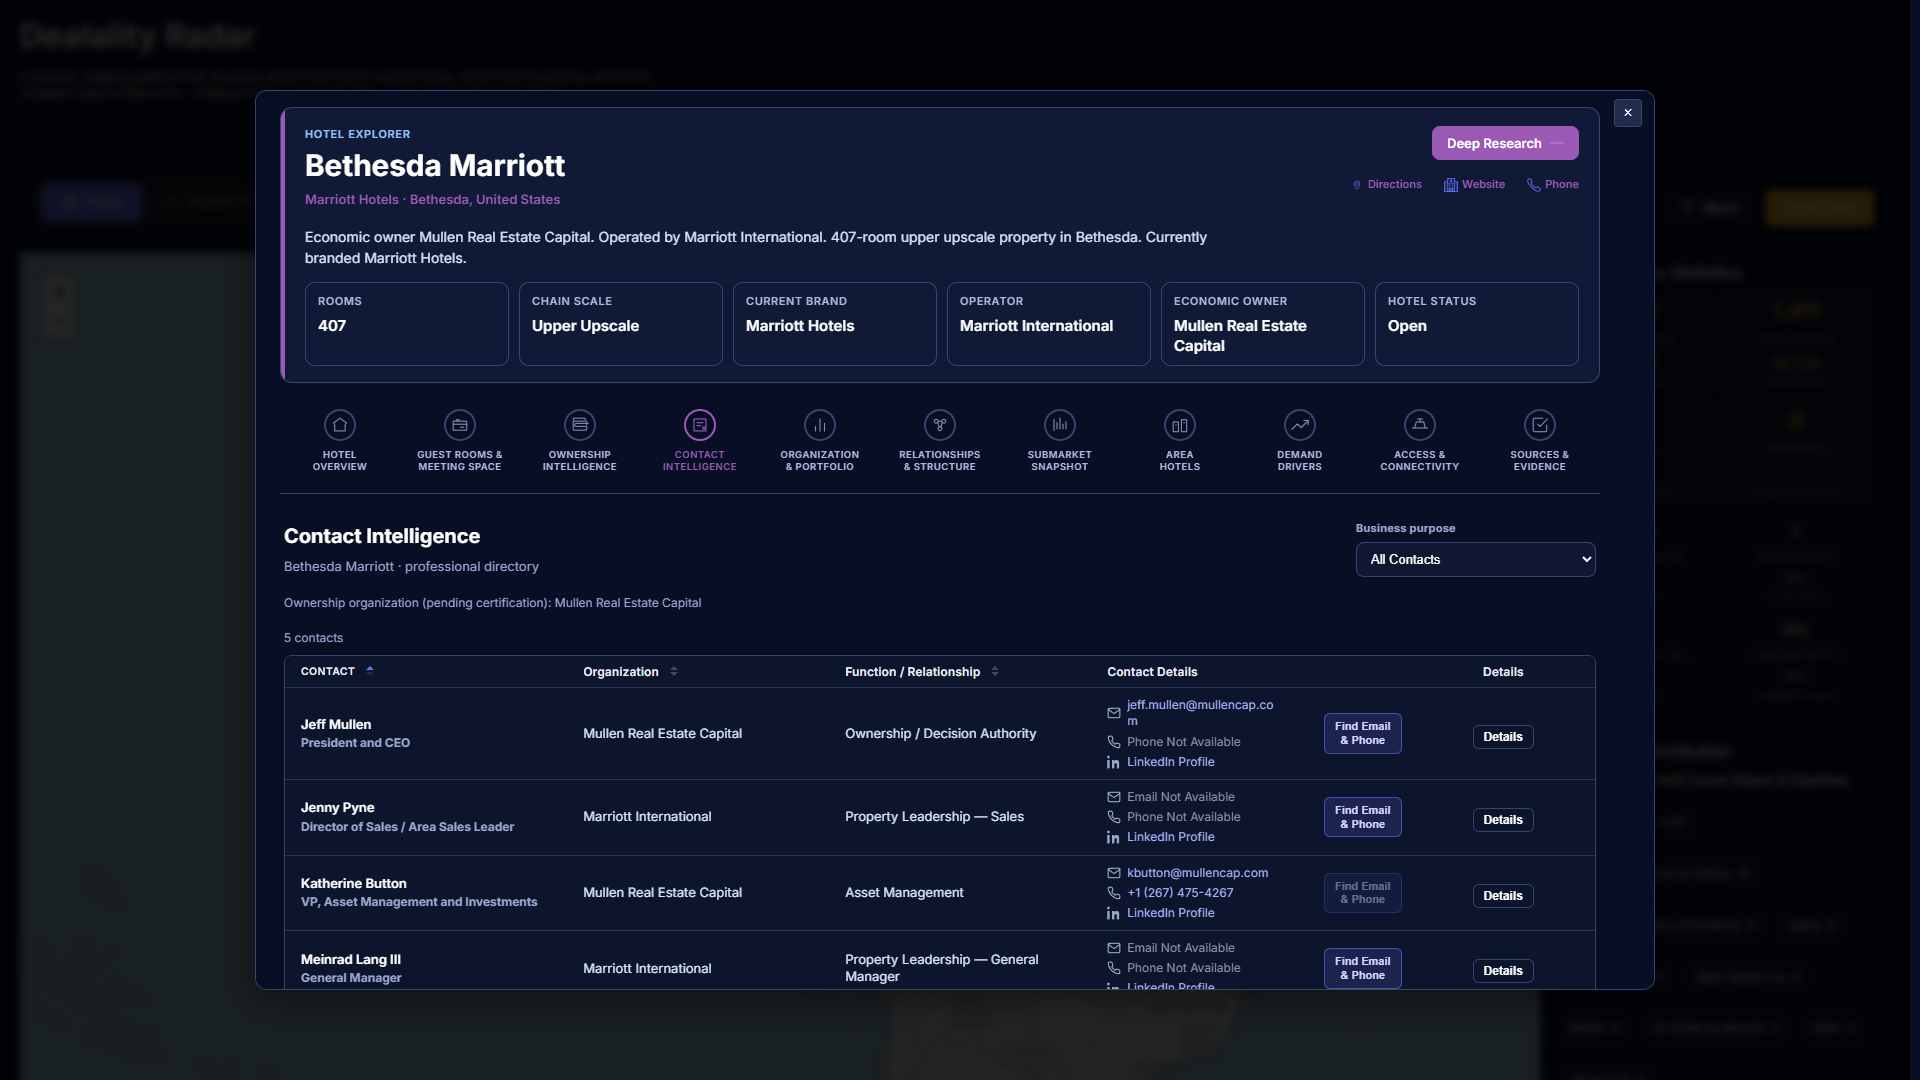 Deality Radar
×
HOTEL EXPLORER
Bethesda Marriott
Marriott Hotels · Bethesda, United States
Deep Research —
Directions
Website
Phone
Economic owner Mullen Real Estate Capital. Operated by Marriott International. 407-room upper upscale property in Bethesda. Currently
branded Marriott Hotels.
ROOMS
407
CHAIN SCALE
Upper Upscale
CURRENT BRAND
Marriott Hotels
OPERATOR
Marriott International
ECONOMIC OWNER
Mullen Real Estate
Capital
HOTEL STATUS
Open
HOTEL
OVERVIEW
GUEST ROOMS &
MEETING SPACE
OWNERSHIP
INTELLIGENCE
CONTACT
INTELLIGENCE
ORGANIZATION
& PORTFOLIO
RELATIONSHIPS
& STRUCTURE
SUBMARKET
SNAPSHOT
AREA
HOTELS
DEMAND
DRIVERS
ACCESS &
CONNECTIVITY
SOURCES &
EVIDENCE
Contact Intelligence
Bethesda Marriott · professional directory
Business purpose
All Contacts
Ownership organization (pending certification): Mullen Real Estate Capital
5 contacts
CONTACT Organization Function / Relationship Contact Details Details
Jeff Mullen
President and CEO
Mullen Real Estate Capital
Ownership / Decision Authority
jeff.mullen@mullencap.co
m
Phone Not Available
LinkedIn Profile
Find Email
& Phone
Details
Jenny Pyne
Director of Sales / Area Sales Leader
Marriott International
Property Leadership — Sales
Email Not Available
Phone Not Available
LinkedIn Profile
Find Email
& Phone
Details
Katherine Button
VP, Asset Management and Investments
Mullen Real Estate Capital
Asset Management
kbutton@mullencap.com
+1 (267) 475-4267
LinkedIn Profile
Find Email
& Phone
Details
Meinrad Lang III
General Manager
Marriott International
Property Leadership — General
Manager
Email Not Available
Phone Not Available
LinkedIn Profile
Find Email
& Phone
Details